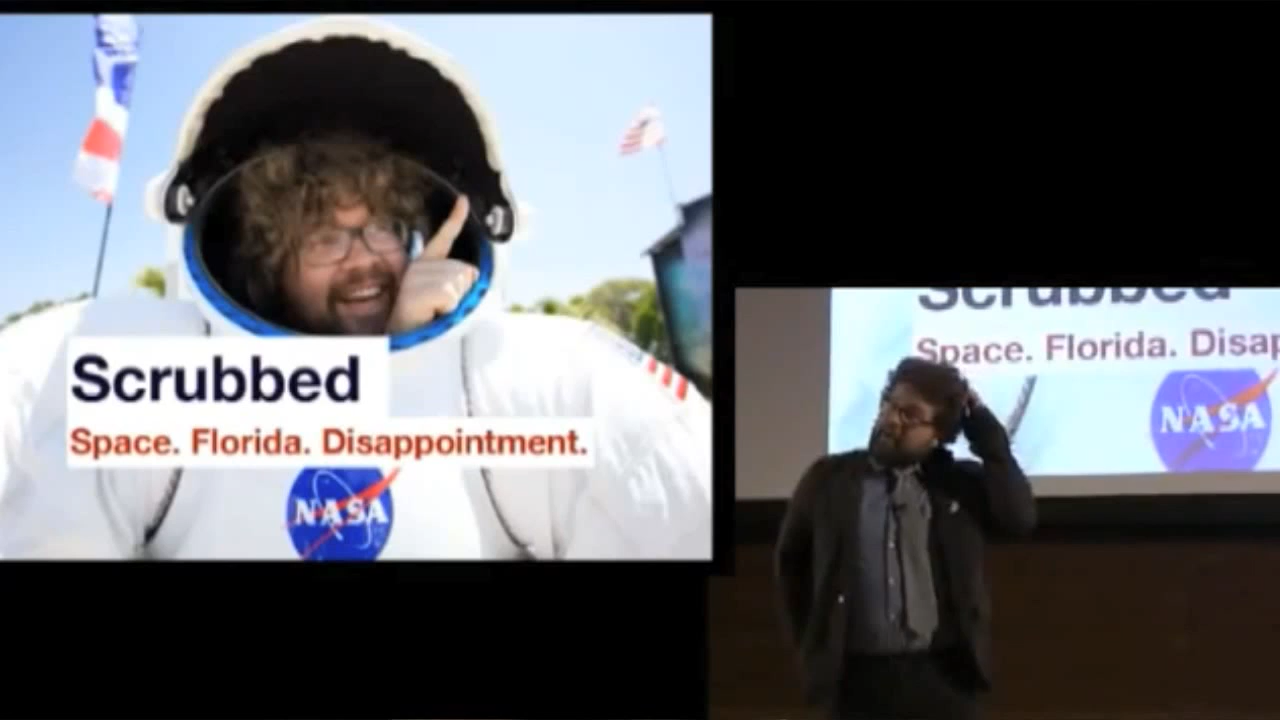 Scrubbed
Space. Florida. Disappointment.
NASA
Scrubbed
Space. Florida. Disap
NASA